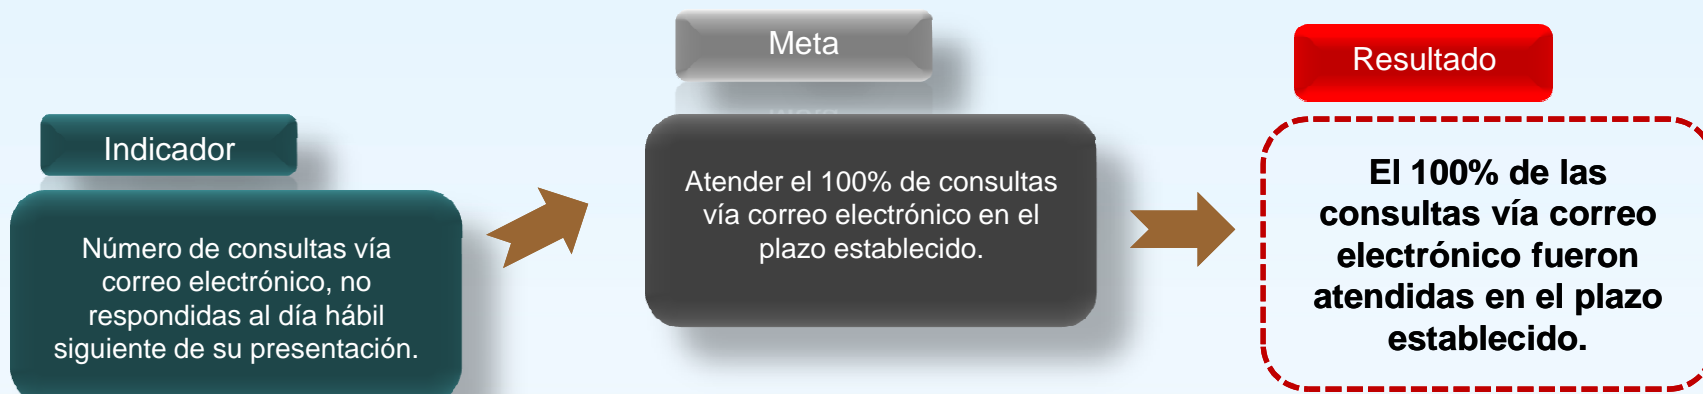 Indicador
Número de consultas vía
correo electrónico, no
respondidas al día hábil
siguiente de su presentación.
Meta
Atender el 100% de consultas
vía correo electrónico en el
plazo establecido.
Resultado
El 100% de las
consultas vía correo
electrónico fueron
atendidas en el plazo
establecido.